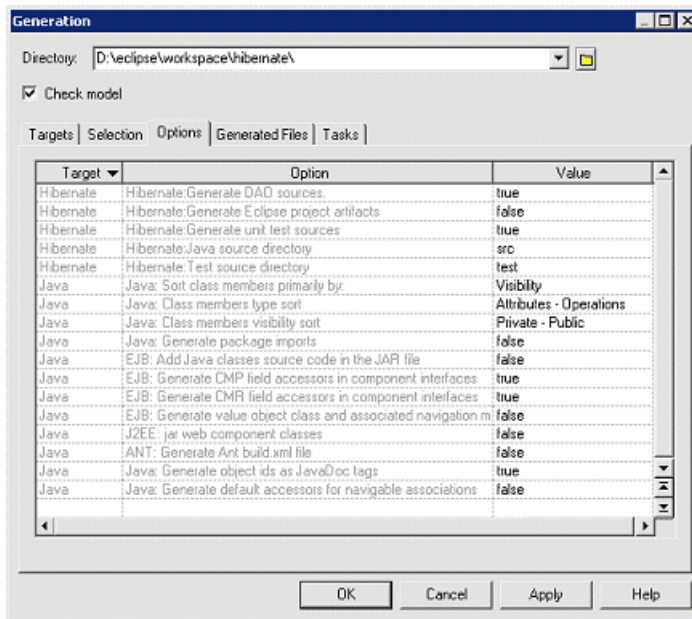 Generation
Directory: D:\eclipse\workspace\hibernate\
Check model
Targets Selection Options Generated Files Tasks
Target Option Value
Hibernate Hibernate:Generate DAO sources. true
Hibernate Hibernate:Generate Eclipse project artifacts false
Hibernate Hibernate:Generate unit test sources true
Hibernate Hibernate:Java source directory src
Hibernate Hibernate:Test source directory test
Java Java: Sort class members primarily by: Visibility
Java Java: Class members type sort Attributes - Operations
Java Java: Class members visibility sort Private - Public
Java Java: Generate package imports false
Java EJB: Add Java classes source code in the JAR file false
Java EJB: Generate CMP field accessors in component interfaces true
Java EJB: Generate CMR field accessors in component interfaces true
Java EJB: Generate value object class and associated navigation m false
Java J2EE: jar web component classes false
Java ANT: Generate Ant build.xml file false
Java Java: Generate object ids as JavaDoc tags true
Java Java: Generate default accessors for navigable associations false
OK Cancel Apply Help